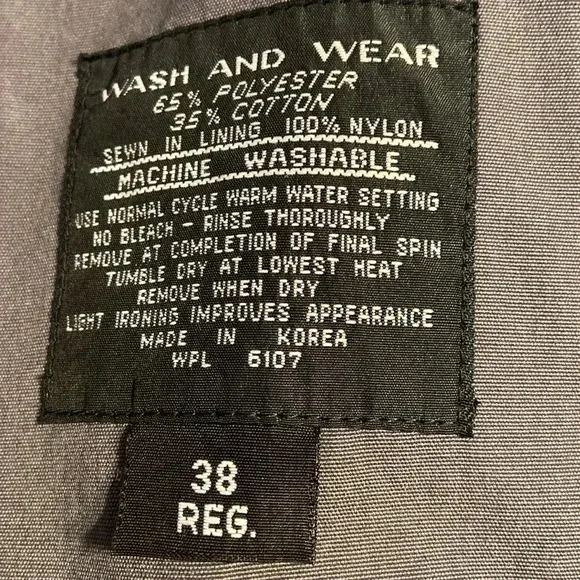 WASH AND WEAR
65% POLYESTER
35% COTTON
SEWN IN LINING 100% NYLON
MACHINE WASHABLE
USE NORMAL CYCLE WARM WATER SETTING
NO BLEACH - RINSE THOROUGHLY
REMOVE AT COMPLETION OF FINAL SPIN
TUMBLE DRY AT LOWEST HEAT
REMOVE WHEN DRY
LIGHT IRONING IMPROVES APPEARANCE
MADE IN KOREA
WPL 6107
38
REG.